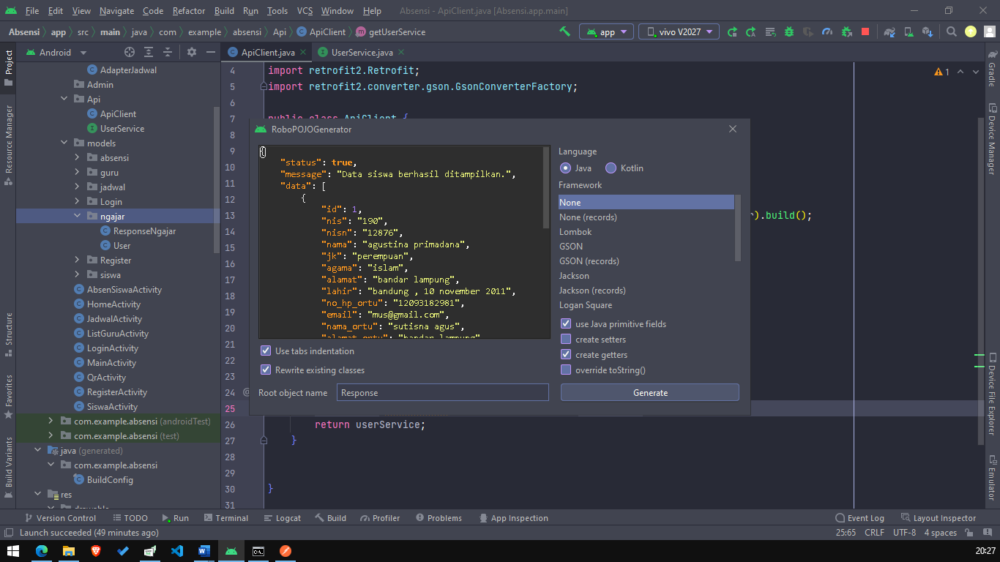 File Edit View Navigate Code Refactor Build Run Tools VCS Window Help Absensi - ApiClient.java [Absensi.app.main]
Absensi app src main java com example absensi Api ApiClient getUserService app vivo V2027
Project
Resource Manager
Structure
Favorites
Build Variants
Android
AdapterJadwal
Admin
Api
ApiClient
UserService
models
absensi
guru
jadwal
Login
ngajar
ResponseNgajar
User
Register
siswa
AbsenSiswaActivity
HomeActivity
JadwalActivity
ListGuruActivity
LoginActivity
MainActivity
QrActivity
RegisterActivity
SiswaActivity
com.example.absensi (androidTest)
com.example.absensi (test)
java (generated)
com.example.absensi
BuildConfig
res
drawable
ApiClient.java UserService.java
4 import retrofit2.Retrofit;
5 import retrofit2.converter.gson.GsonConverterFactory;
6
7 public class ApiClient {
8
9
10
11
12
13 r).build();
14
15
16
17
18
19
20
21
22
23
24 @
25
26 return userService;
27 }
28
29
30 }
31
1
RoboPOJOGenerator
{
"status": true,
"message": "Data siswa berhasil ditampilkan.",
"data": [
{
"id": 1,
"nis": "190",
"nisn": "12876",
"nama": "agustina primadana",
"jk": "perempuan",
"agama": "islam",
"alamat": "bandar lampung",
"lahir": "bandung , 10 november 2011",
"no_hp_ortu": "12093182981",
"email": "mus@gmail.com",
"nama_ortu": "sutisna agus",
"alamat_ortu": "bandar lampung"
Use tabs indentation
Rewrite existing classes
Root object name Response
Language
Java Kotlin
Framework
None
None (records)
Lombok
GSON
GSON (records)
Jackson
Jackson (records)
Logan Square
use Java primitive fields
create setters
create getters
override toString()
Generate
Gradle
Device Manager
Device File Explorer
Emulator
Version Control TODO Run Terminal Logcat Build Profiler Problems App Inspection Event Log Layout Inspector
Launch succeeded (49 minutes ago) 25:65 CRLF UTF-8 4 spaces
20:27